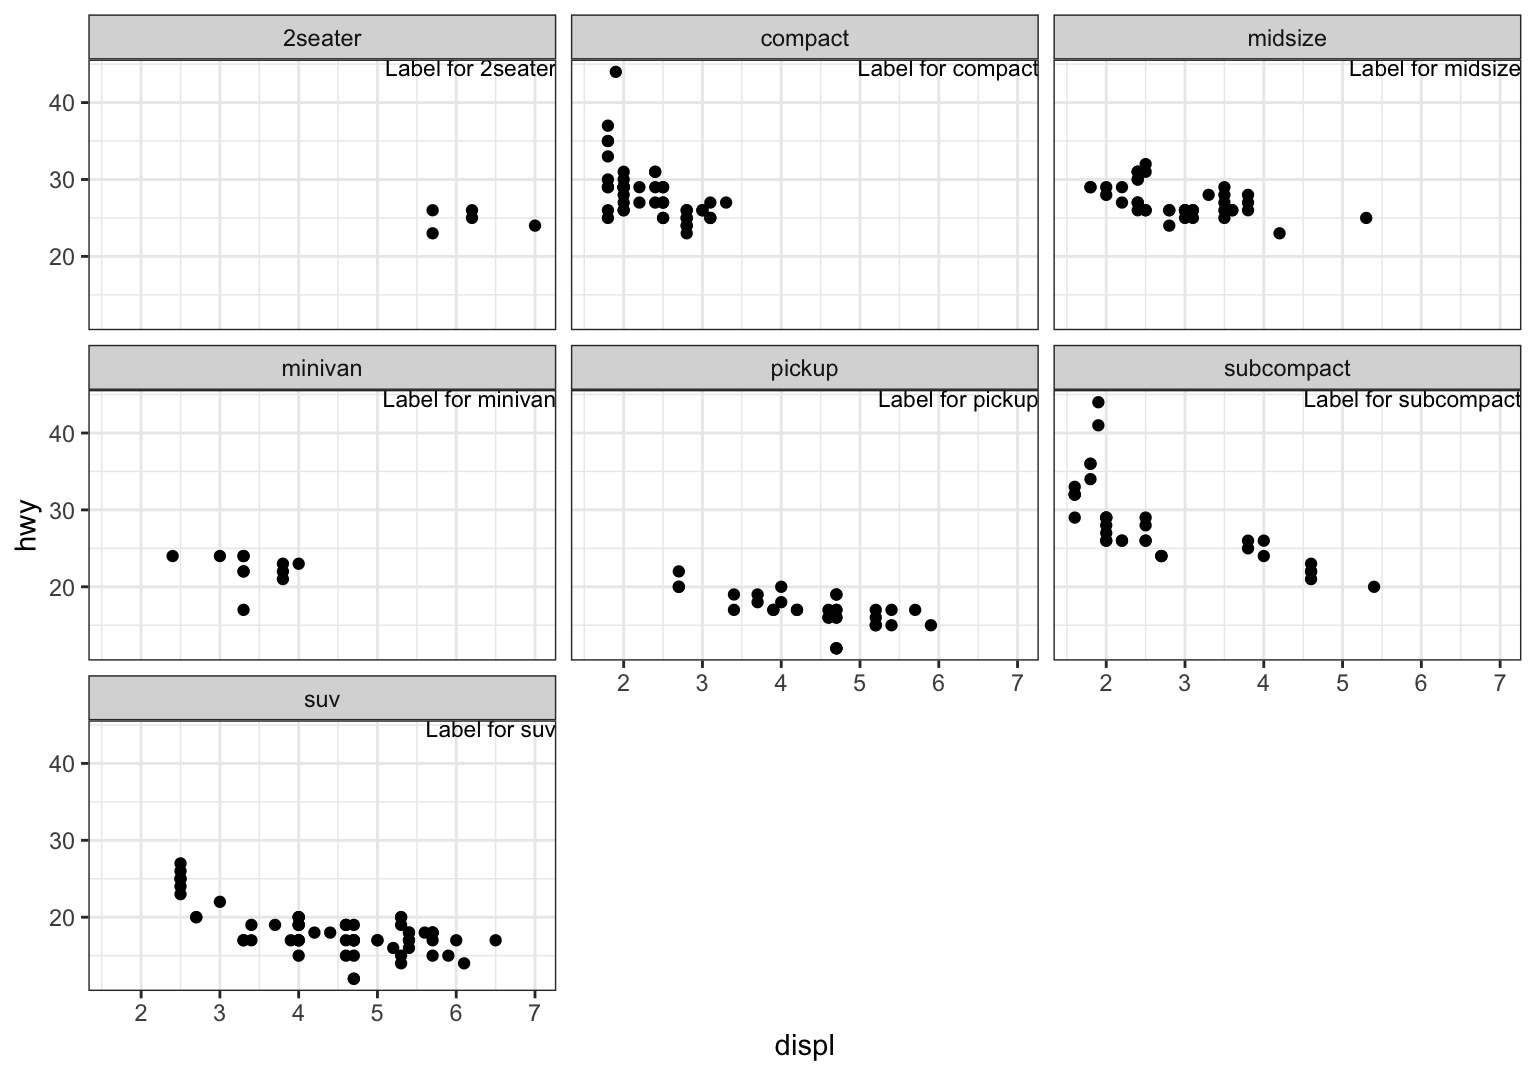 2seater
compact
midsize
Label for 2seater
Label for compact
Label for midsize
40
30
20
minivan
pickup
subcompact
Label for minivan
Label for pickup
Label for subcompact
40
30
20
hwy
2 3 4 5 6 7
2 3 4 5 6 7
suv
Label for suv
40
30
20
2 3 4 5 6 7
displ